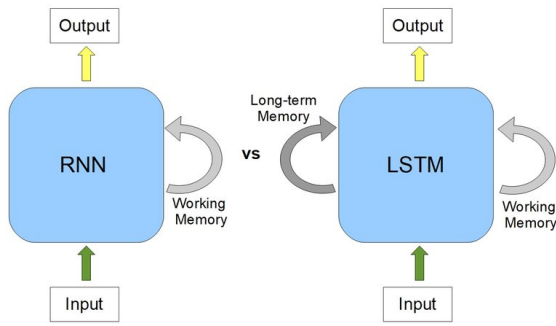 Output
Output
Long-term
Memory
RNN
vs
LSTM
Working
Memory
Working
Memory
Input
Input